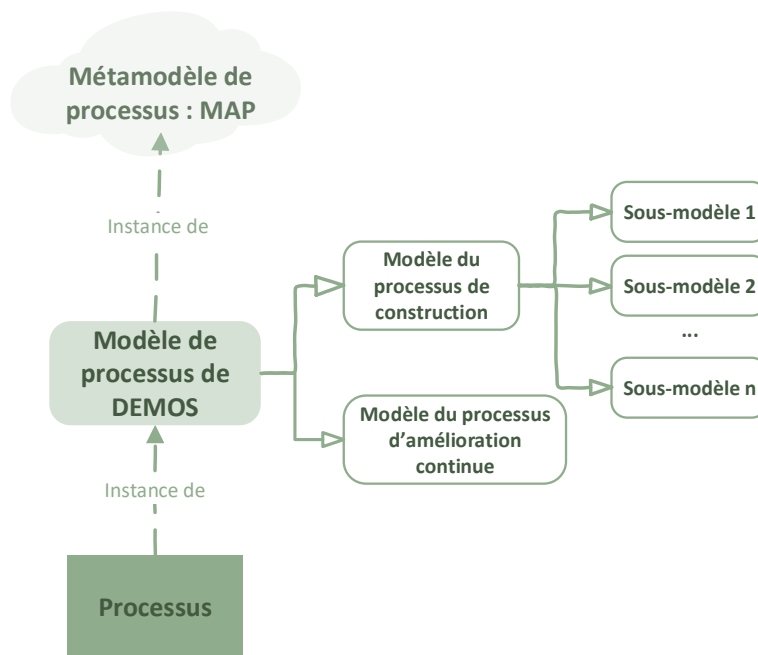 Métamodèle de
processus : MAP
Instance de
Modèle de
processus de
DEMOS
Instance de
Processus
Modèle du
processus de
construction
Modèle du processus
d'amélioration
continue
Sous-modèle 1
Sous-modèle 2
...
Sous-modèle n